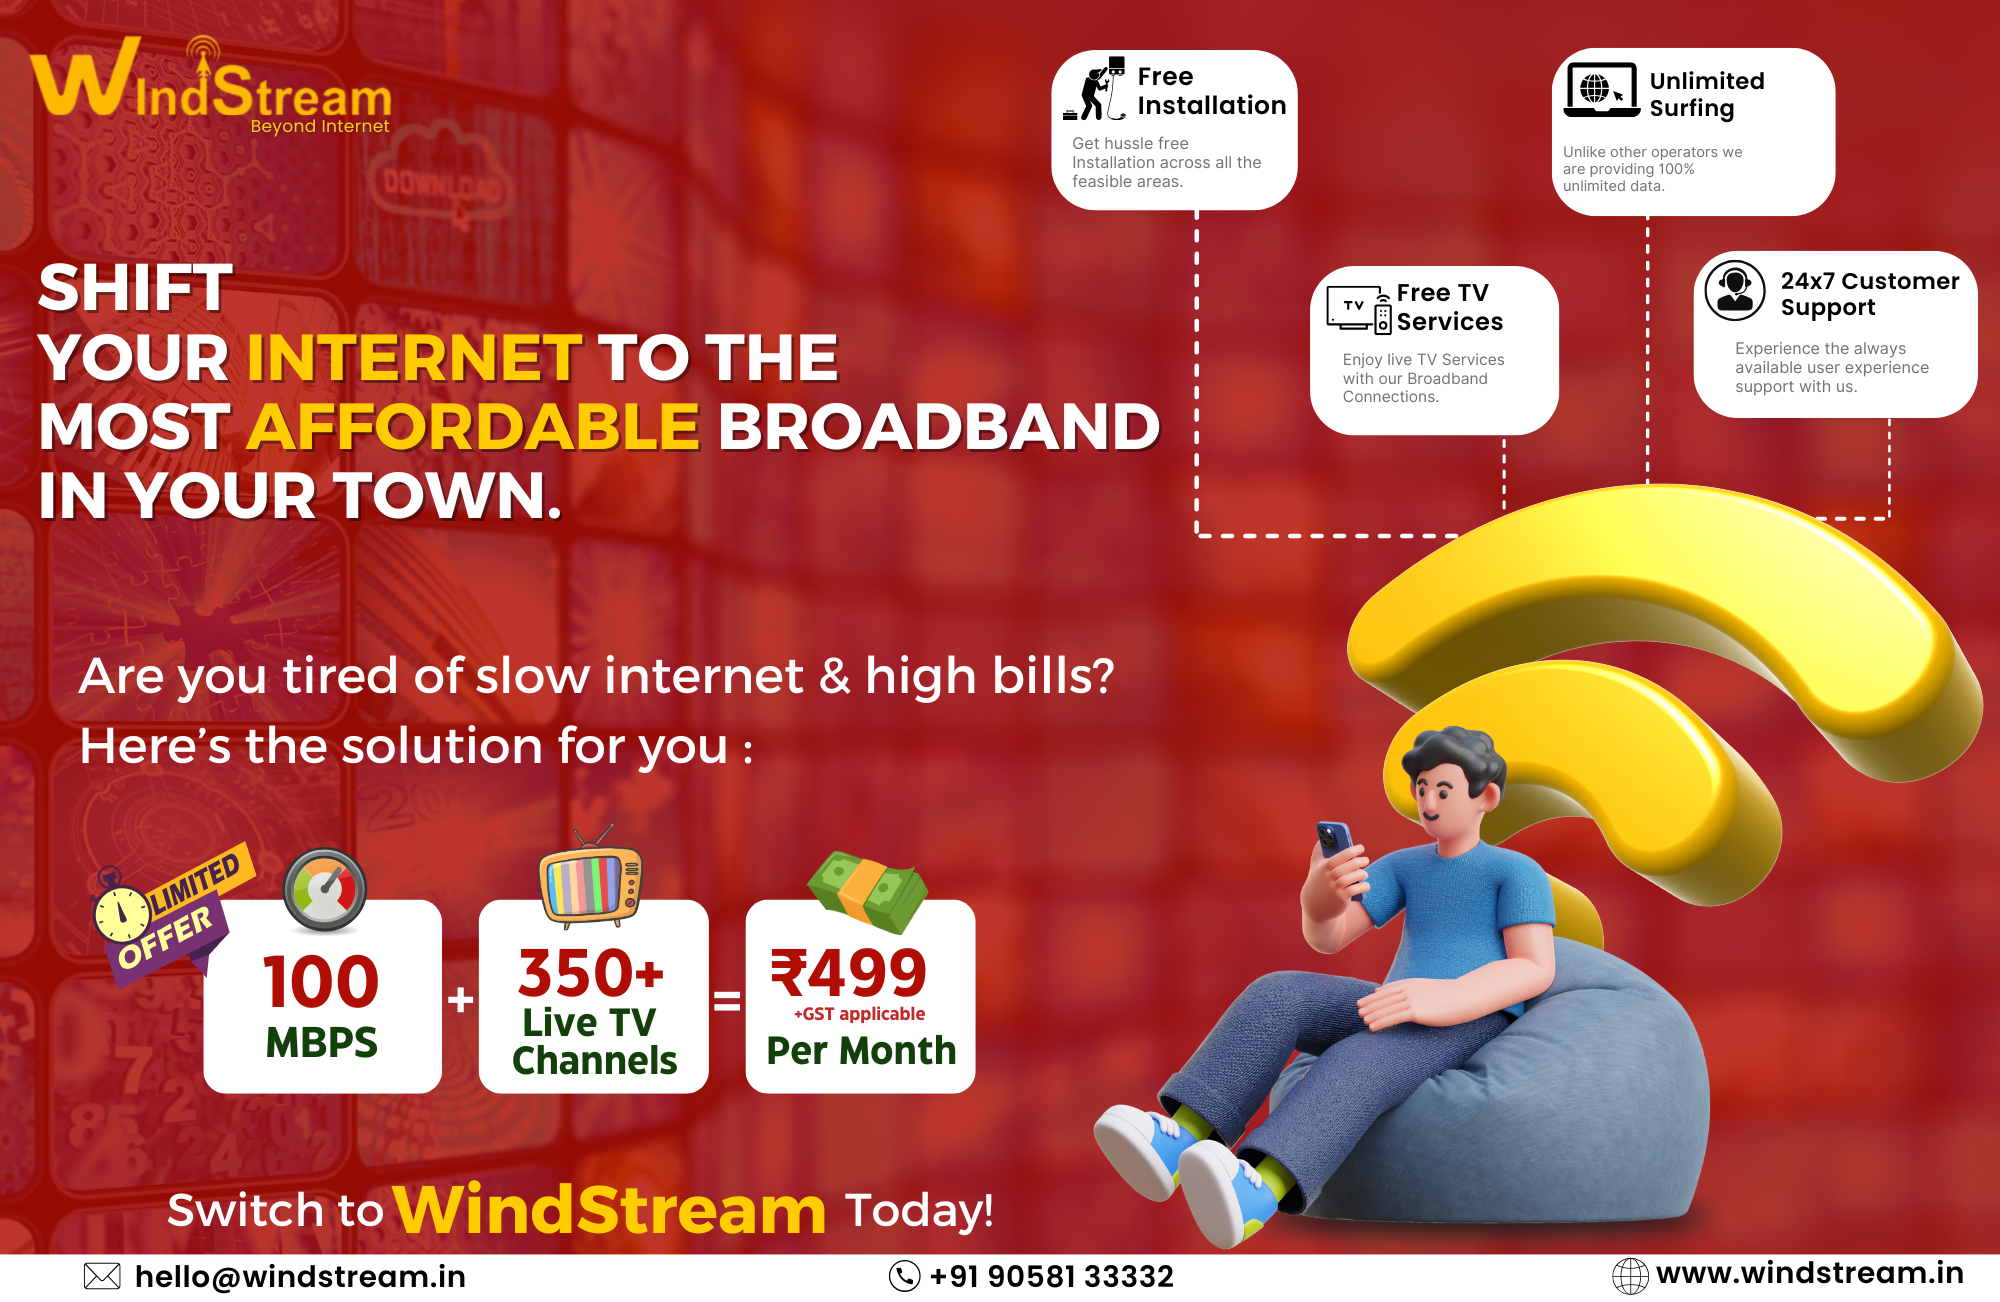 WIndStream
Beyond Internet
SHIFT
YOUR INTERNET TO THE
MOST AFFORDABLE BROADBAND
IN YOUR TOWN.
Are you tired of slow internet & high bills?
Here's the solution for you :
LIMITED
OFFER
100
MBPS
+
350+
Live TV
Channels
=
₹499
+GST applicable
Per Month
Switch to WindStream Today!
Free
Installation
Get hussle free
Installation across all the
feasible areas.
Unlimited
Surfing
Unlike other operators we
are providing 100%
unlimited data.
TV
Free TV
Services
Enjoy live TV Services
with our Broadband
Connections.
24x7 Customer
Support
Experience the always
available user experience
support with us.
DOWNLOAD
hello@windstream.in
+91 90581 33332
www.windstream.in